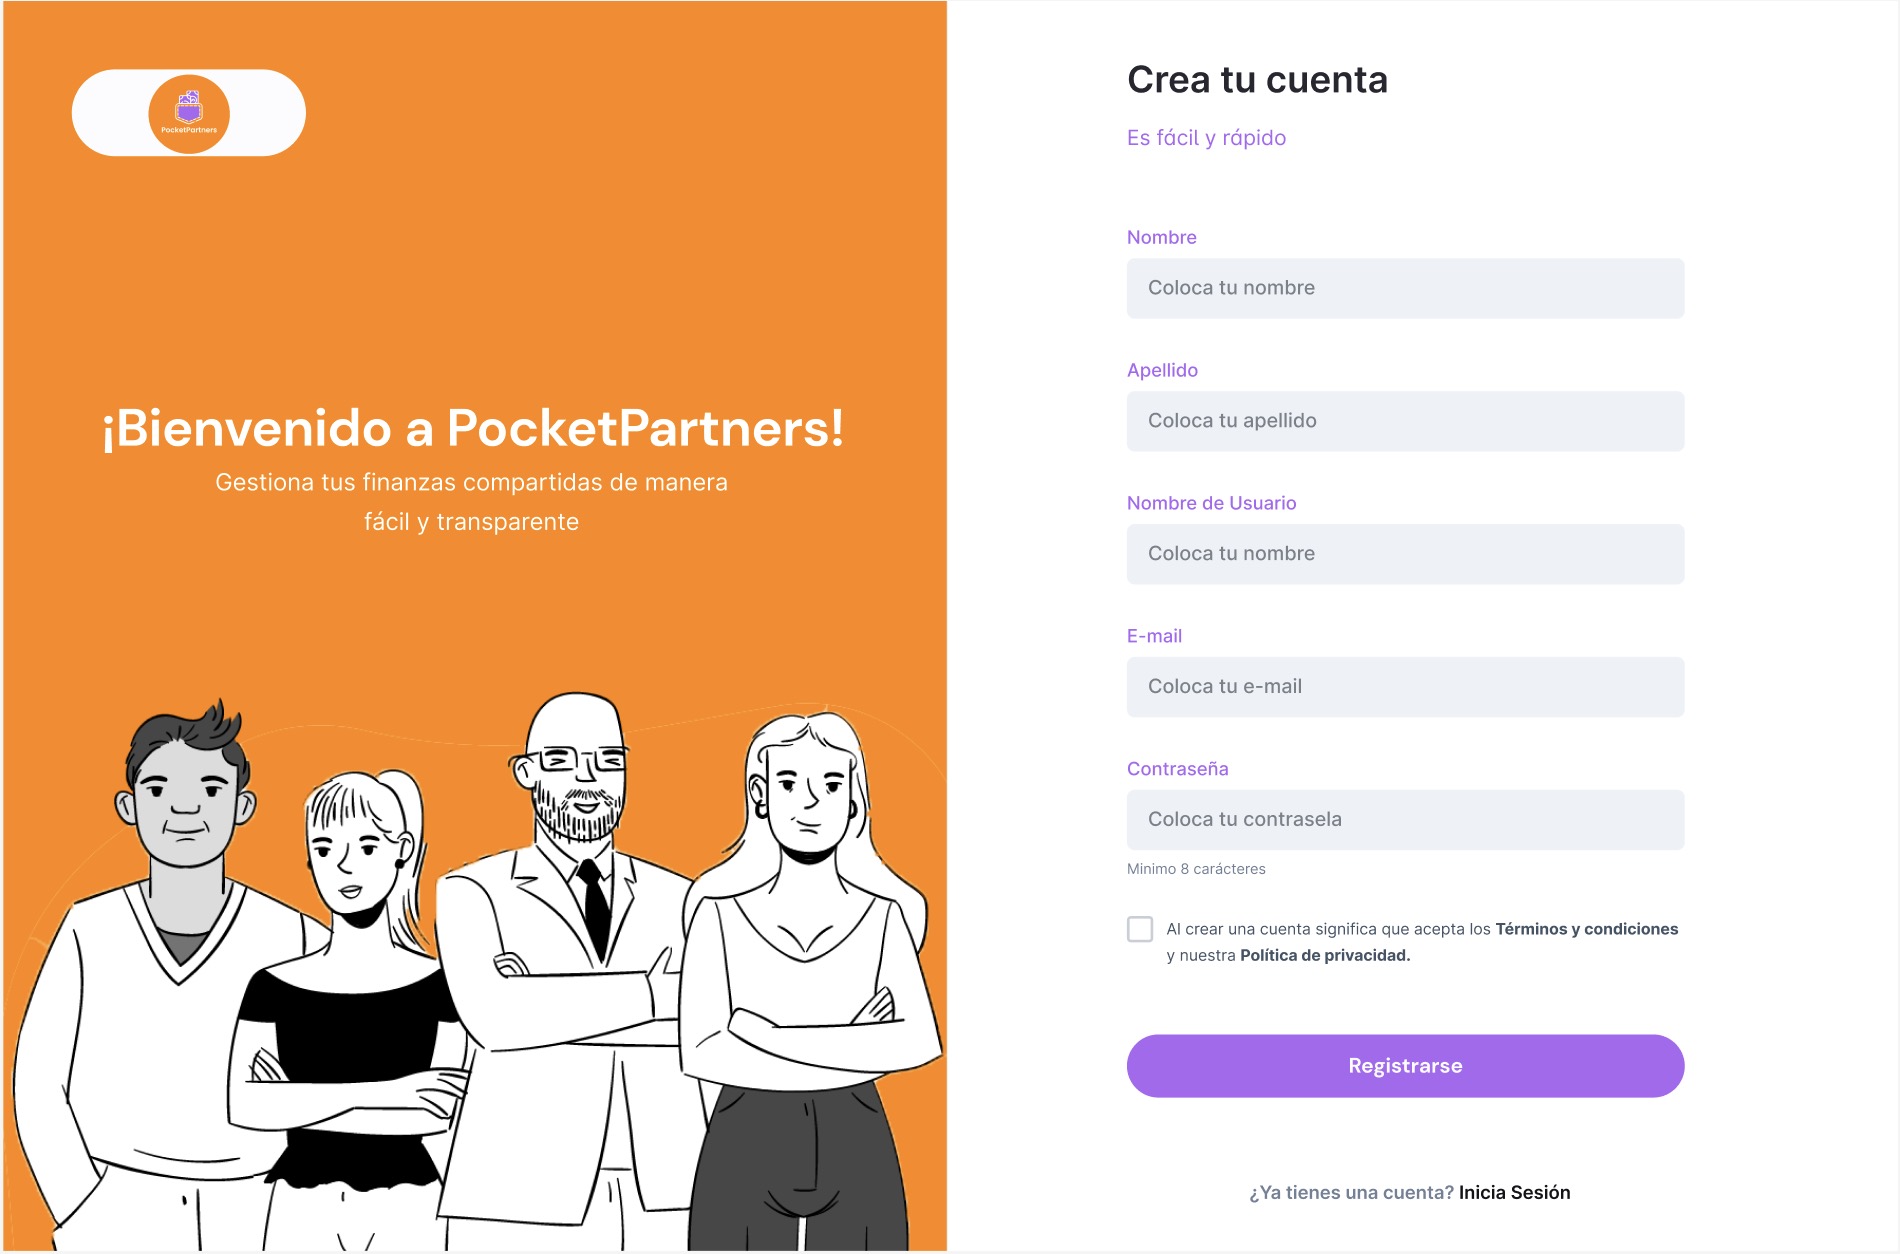 PocketPartners
¡Bienvenido a PocketPartners!
Gestiona tus finanzas compartidas de manera
fácil y transparente
Crea tu cuenta
Es fácil y rápido
Nombre
Coloca tu nombre
Apellido
Coloca tu apellido
Nombre de Usuario
Coloca tu nombre
E-mail
Coloca tu e-mail
Contraseña
Coloca tu contrasela
Minimo 8 carácteres
Al crear una cuenta significa que acepta los Términos y condiciones
y nuestra Política de privacidad.
Registrarse
¿Ya tienes una cuenta? Inicia Sesión